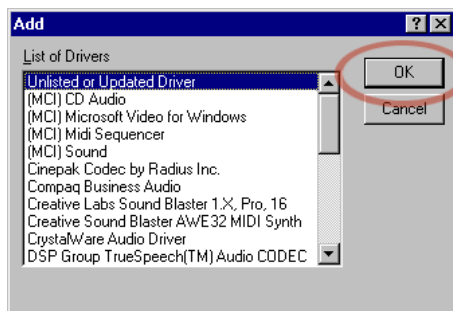 Add
List of Drivers
Unlisted or Updated Driver
(MCI) CD Audio
(MCI) Microsoft Video for Windows
(MCI) Midi Sequencer
(MCI) Sound
Cinepak Codec by Radius Inc.
Compaq Business Audio
Creative Labs Sound Blaster 1.X, Pro, 16
Creative Sound Blaster AWE32 MIDI Synth
CrystalWare Audio Driver
DSP Group TrueSpeech(TM) Audio CODEC
OK
Cancel